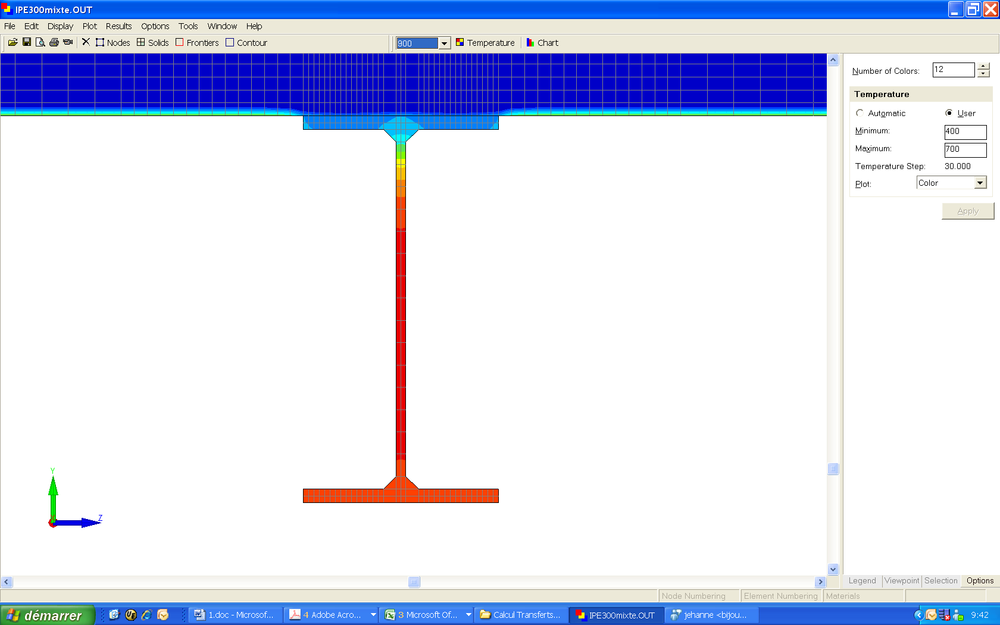 IPE300mixte.OUT
File Edit Display Plot Results Options Tools Window Help
Nodes Solids Frontiers Contour 900 Temperature Chart
Number of Colors: 12
Temperature
Automatic User
Minimum: 400
Maximum: 700
Temperature Step: 30.000
Plot: Color
Apply
Y
Z
Legend Viewpoint Selection Options
Node Numbering Element Numbering Materials
démarrer 1.doc - Microsof... 4 Adobe Acro... 3 Microsoft Of... Calcul Transferts... IPE300mixte.OUT jehanne <bijou... 9:42